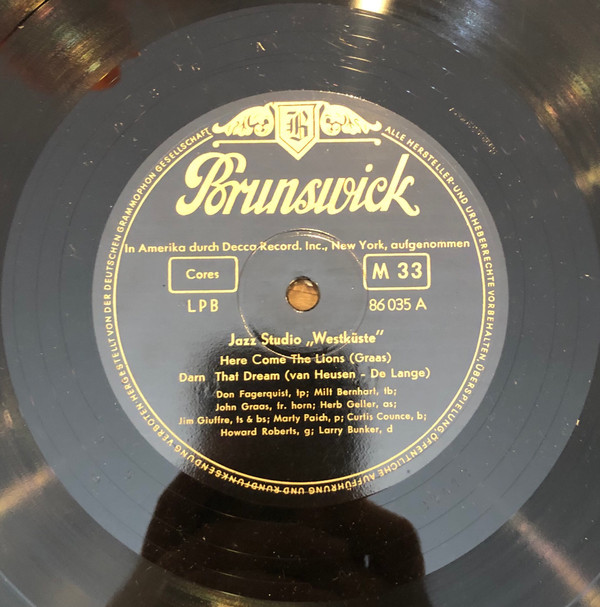 B
Brunswick
In Amerika durch Decca Record. Inc., New York, aufgenommen
Cores
M 33
LPB
86 035 A
Jazz Studio „Westküste"
Here Come The Lions (Graas)
Darn That Dream (van Heusen - De Lange)
Don Fagerquist, tp; Milt Bernhart, tb;
John Graas, fr. horn; Herb Geller, as;
Jim Giuffre, ts & bs; Marty Paich, p; Curtis Counce, b;
Howard Roberts, g; Larry Bunker, d
HERGESTELLT VON DER DEUTSCHEN GRAMMOPHON GESELLSCHAFT
ALLE HERSTELLER- UND URHEBERRECHTE VORBEHALTEN. ÜBERSPIELUNG, ÖFFENTLICHE AUFFÜHRUNG UND RUNDFUNKSENDUNG VERBOTEN